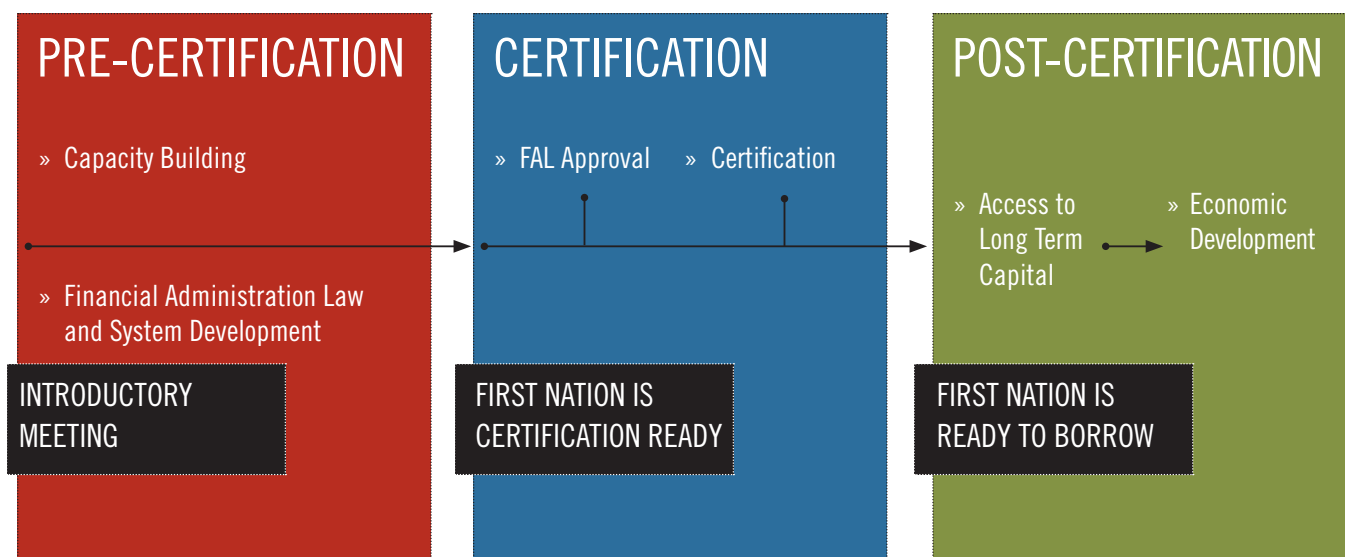 PRE-CERTIFICATION
» Capacity Building
» Financial Administration Law
and System Development
INTRODUCTORY
MEETING
CERTIFICATION
» FAL Approval
» Certification
FIRST NATION IS
CERTIFICATION READY
POST-CERTIFICATION
» Access to
Long Term
Capital
» Economic
Development
FIRST NATION IS
READY TO BORROW